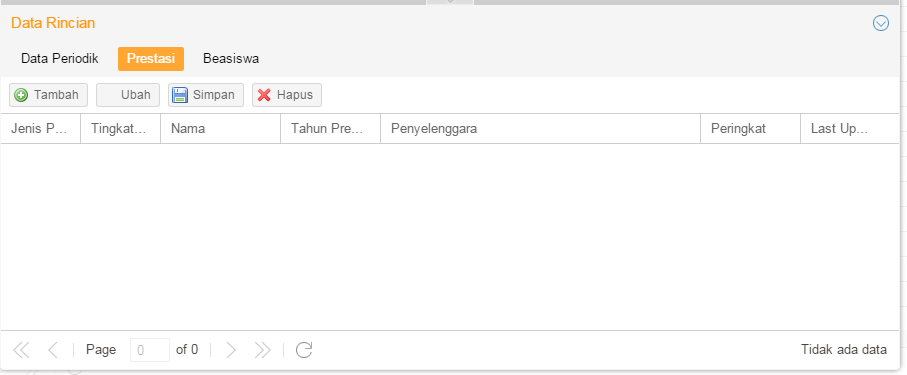 Data Rincian
Data Periodik Prestasi Beasiswa
Tambah Ubah Simpan Hapus
Jenis P... Tingkat... Nama Tahun Pre... Penyelenggara Peringkat Last Up...
Page 0 of 0 Tidak ada data